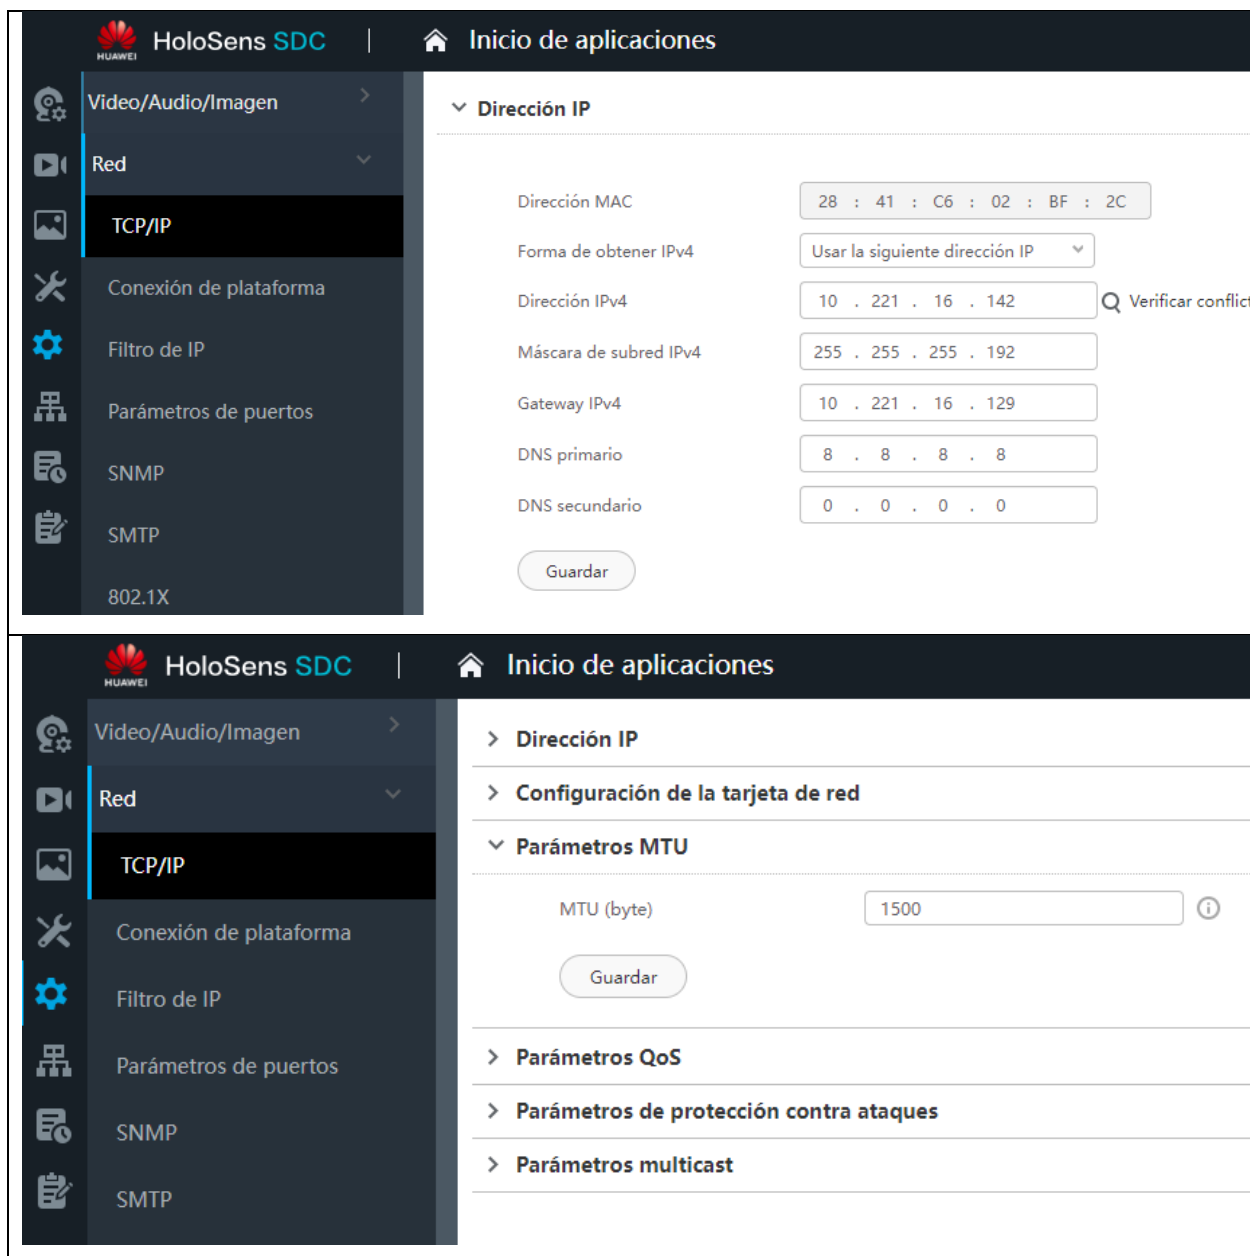 HUAWEI HoloSens SDC | Inicio de aplicaciones
Video/Audio/Imagen
Red
TCP/IP
Conexión de plataforma
Filtro de IP
Parámetros de puertos
SNMP
SMTP
802.1X
Dirección IP
Dirección MAC 28 : 41 : C6 : 02 : BF : 2C
Forma de obtener IPv4 Usar la siguiente dirección IP
Dirección IPv4 10 . 221 . 16 . 142 Verificar conflict
Máscara de subred IPv4 255 . 255 . 255 . 192
Gateway IPv4 10 . 221 . 16 . 129
DNS primario 8 . 8 . 8 . 8
DNS secundario 0 . 0 . 0 . 0
Guardar
HUAWEI HoloSens SDC | Inicio de aplicaciones
Video/Audio/Imagen
Red
TCP/IP
Conexión de plataforma
Filtro de IP
Parámetros de puertos
SNMP
SMTP
Dirección IP
Configuración de la tarjeta de red
Parámetros MTU
MTU (byte) 1500
Guardar
Parámetros QoS
Parámetros de protección contra ataques
Parámetros multicast